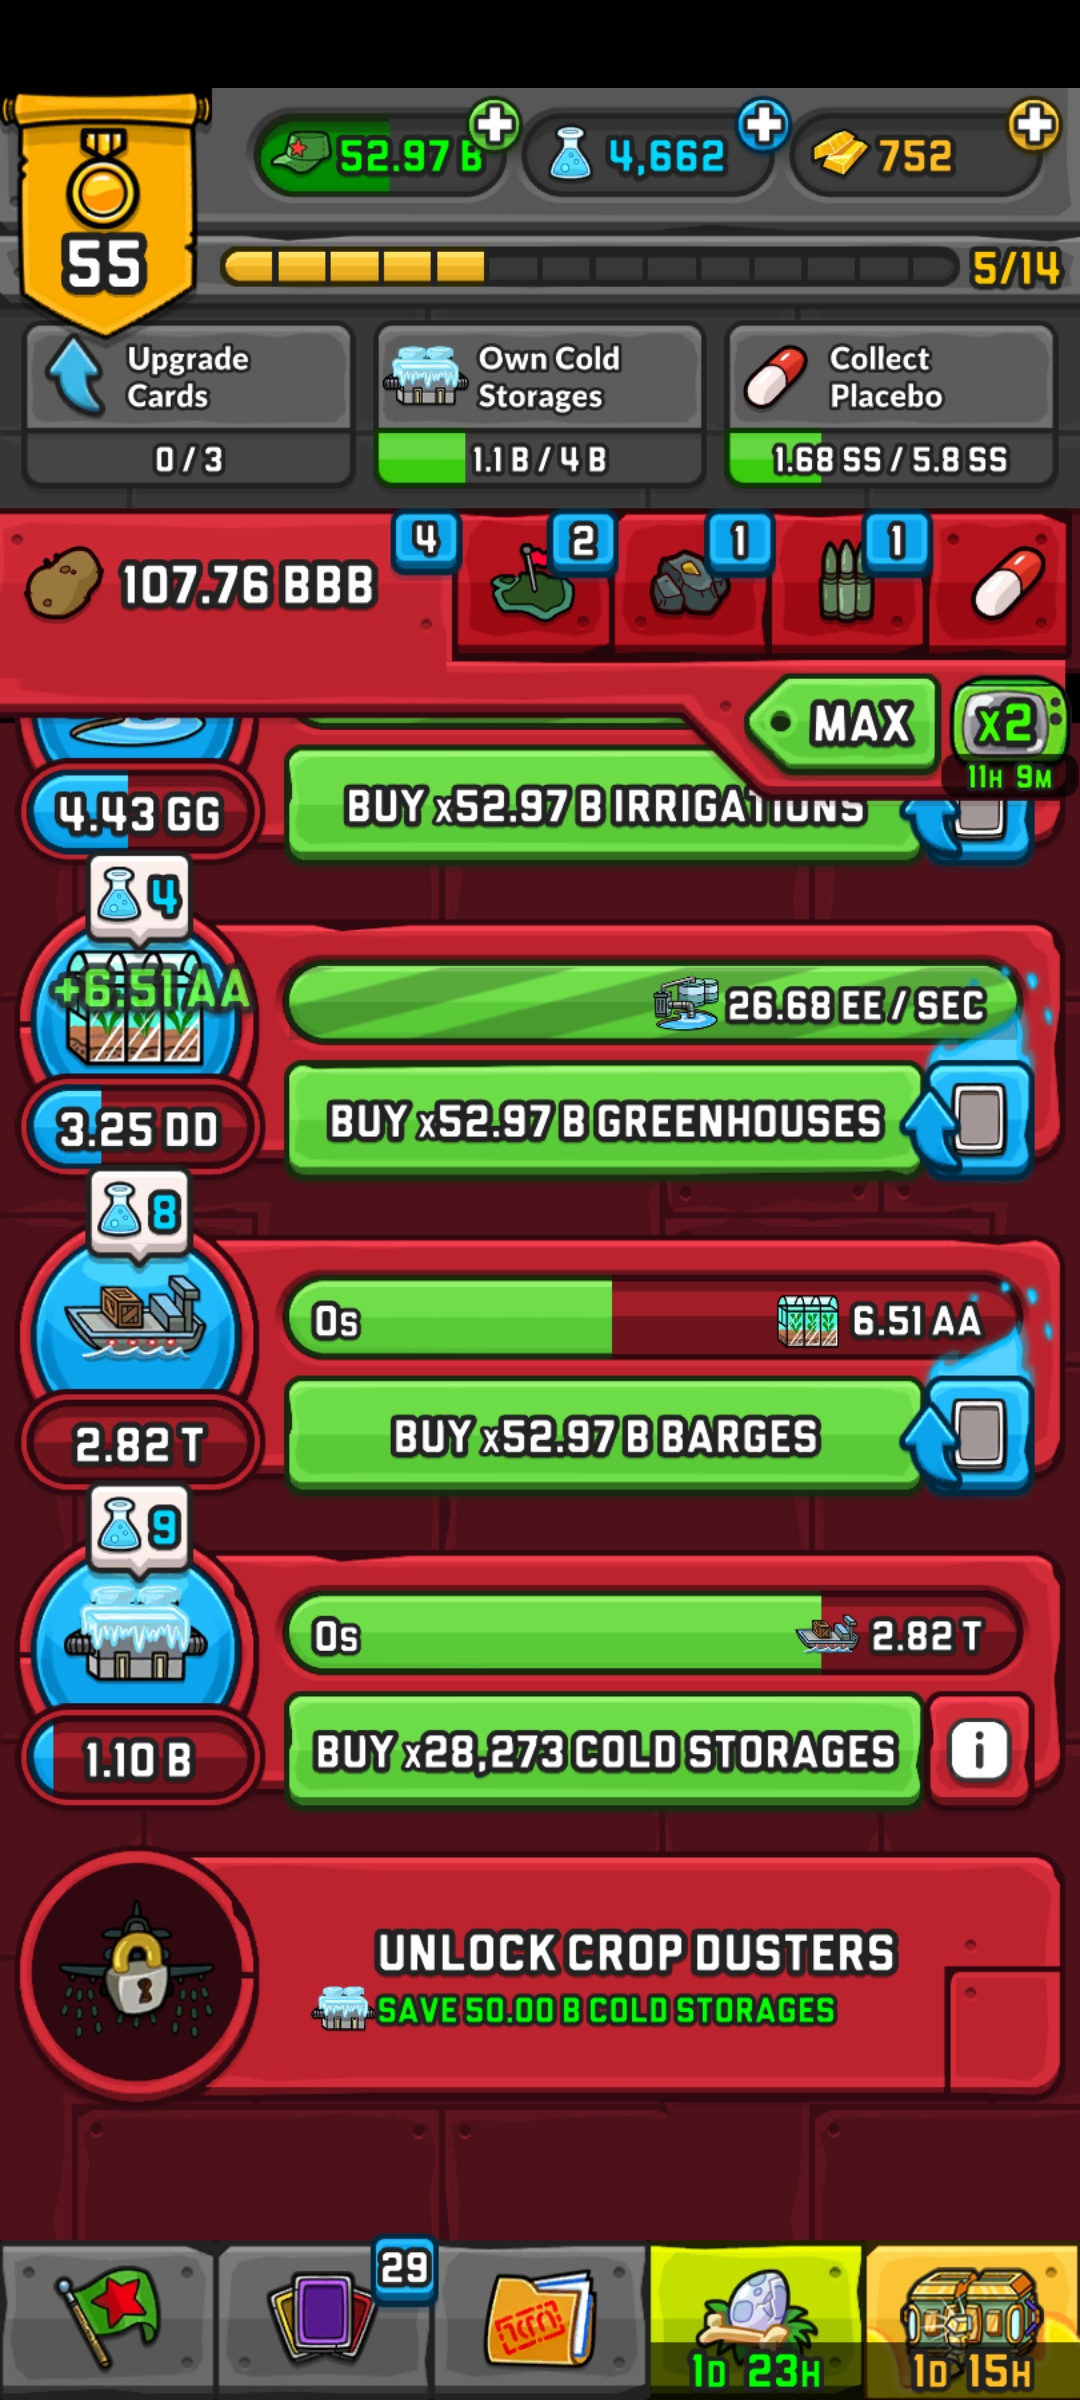 55
52.97 B
4,662
752
5/14
Upgrade
Cards
0 / 3
Own Cold
Storages
1.1 B / 4 B
Collect
Placebo
1.68 SS / 5.8 SS
107.76 BBB
4
2
1
1
MAX
x2
11H 9M
4.43 GG
BUY x52.97 B IRRIGATIONS
4
+6.51 AA
26.68 EE / SEC
3.25 DD
BUY x52.97 B GREENHOUSES
8
0s
6.51 AA
2.82 T
BUY x52.97 B BARGES
9
0s
2.82 T
1.10 B
BUY x28,273 COLD STORAGES
i
UNLOCK CROP DUSTERS
SAVE 50.00 B COLD STORAGES
29
1D 23H
1D 15H